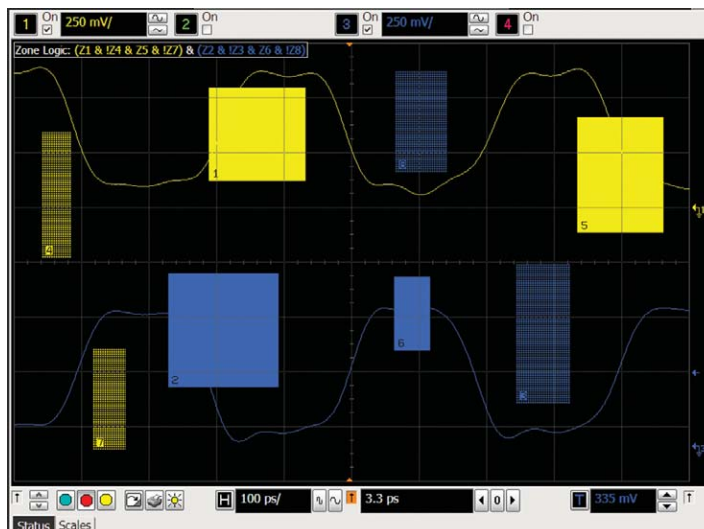 On On On On
1 250 mV/ 2 3 250 mV/ 4
Zone Logic: (Z1 & !Z4 & Z5 & !Z7) & (Z2 & !Z3 & Z6 & !Z8)
4
1
5
2
6
7
H 100 ps/ 3.3 ps 0 T 335 mV
Status Scales